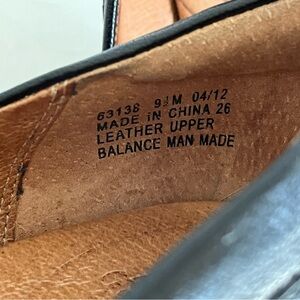 63138 9½M 04/12
MADE iN CHINA 26
LEATHER UPPER
BALANCE MAN MADE